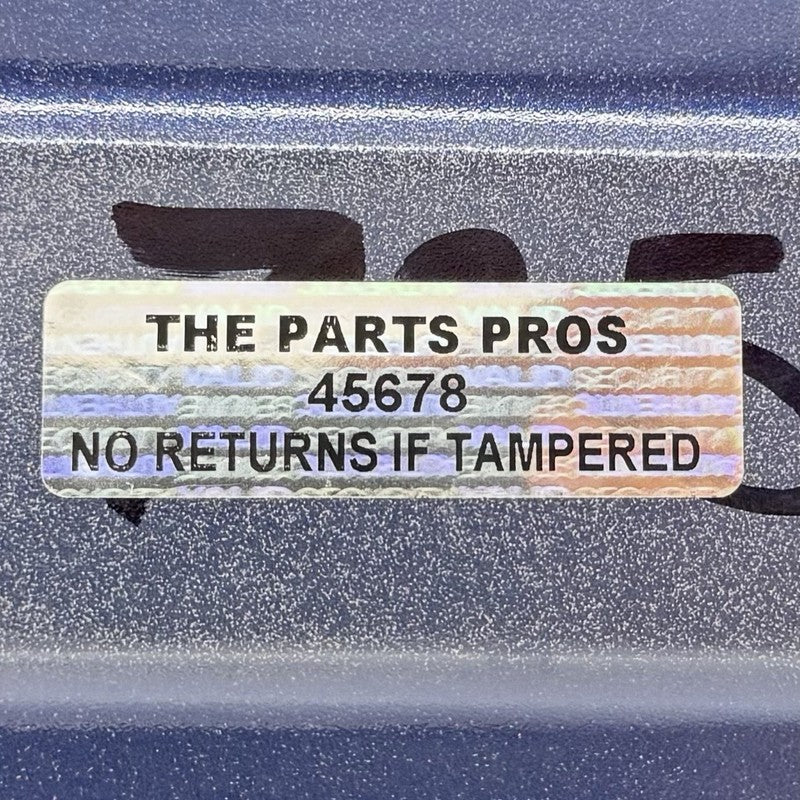 THE PARTS PROS
45678
NO RETURNS IF TAMPERED